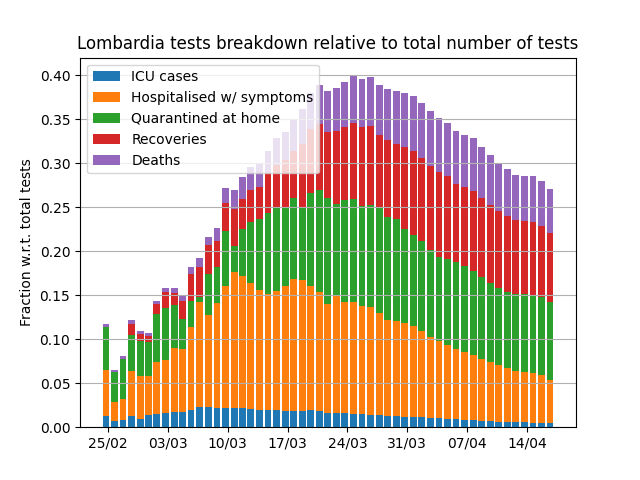 Lombardia tests breakdown relative to total number of tests
Fraction w.r.t. total tests
0.40
0.35
0.30
0.25
0.20
0.15
0.10
0.05
0.00
ICU cases
Hospitalised w/ symptoms
Quarantined at home
Recoveries
Deaths
25/02 03/03 10/03 17/03 24/03 31/03 07/04 14/04